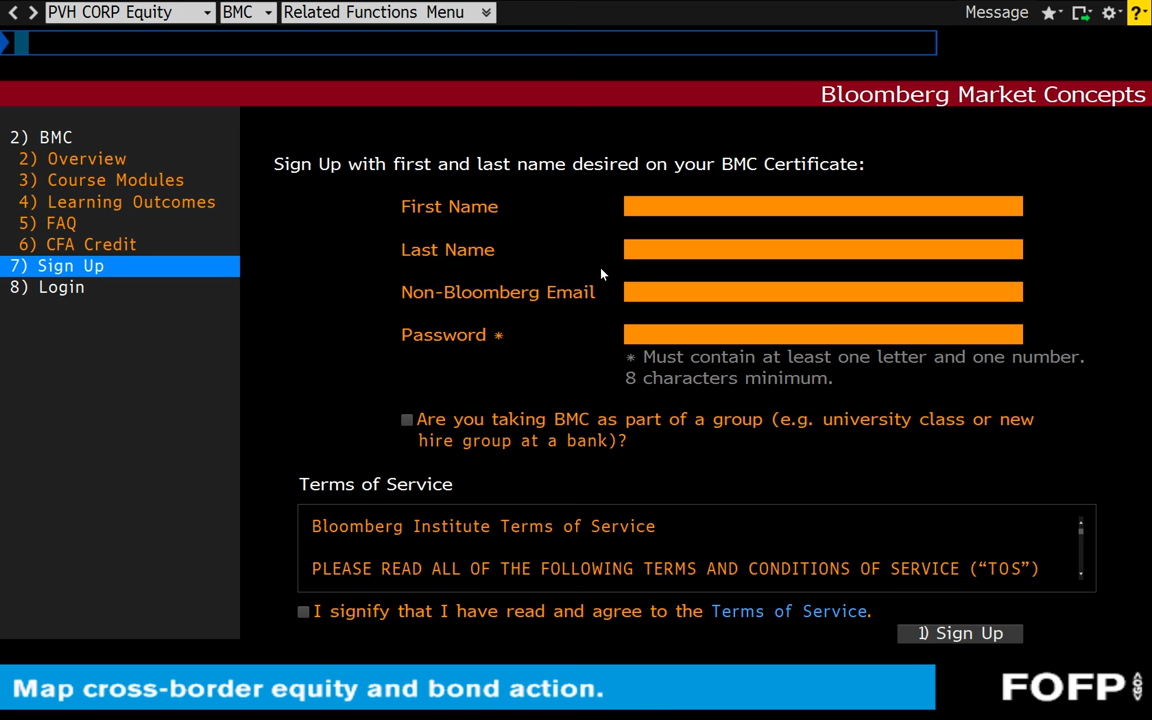 PVH CORP Equity BMC Related Functions Menu Message ?
Bloomberg Market Concepts
2) BMC
2) Overview
3) Course Modules
4) Learning Outcomes
5) FAQ
6) CFA Credit
7) Sign Up
8) Login
Sign Up with first and last name desired on your BMC Certificate:
First Name
Last Name
Non-Bloomberg Email
Password *
* Must contain at least one letter and one number.
8 characters minimum.
Are you taking BMC as part of a group (e.g. university class or new
hire group at a bank)?
Terms of Service
Bloomberg Institute Terms of Service
PLEASE READ ALL OF THE FOLLOWING TERMS AND CONDITIONS OF SERVICE (“TOS”)
I signify that I have read and agree to the Terms of Service.
1) Sign Up
Map cross-border equity and bond action.
FOFP <GO>